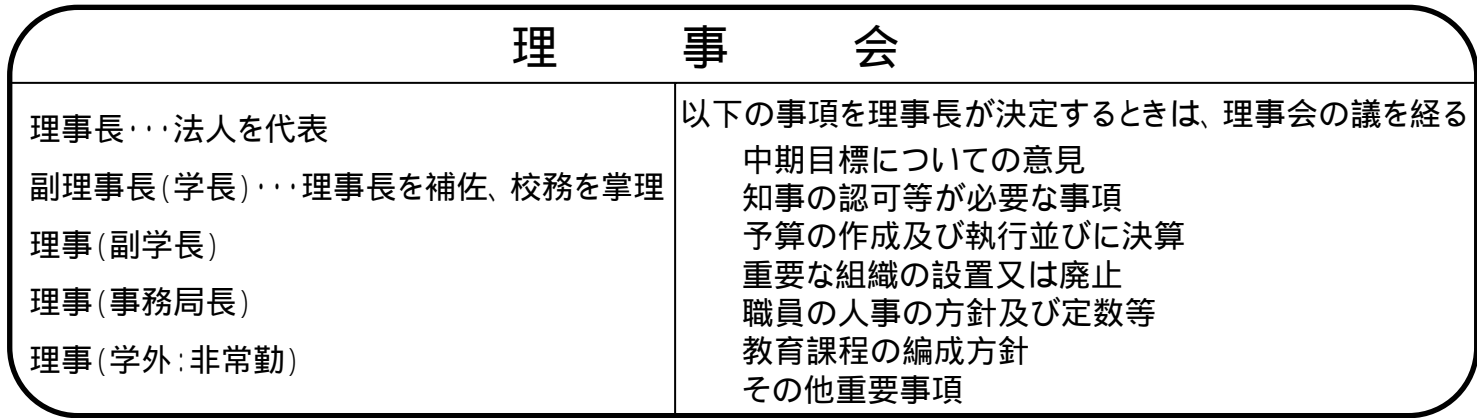 理事会
理事長･･･法人を代表
副理事長(学長)･･･理事長を補佐、校務を掌理
理事(副学長)
理事(事務局長)
理事(学外:非常勤)
以下の事項を理事長が決定するときは、理事会の議を経る
中期目標についての意見
知事の認可等が必要な事項
予算の作成及び執行並びに決算
重要な組織の設置又は廃止
職員の人事の方針及び定数等
教育課程の編成方針
その他重要事項